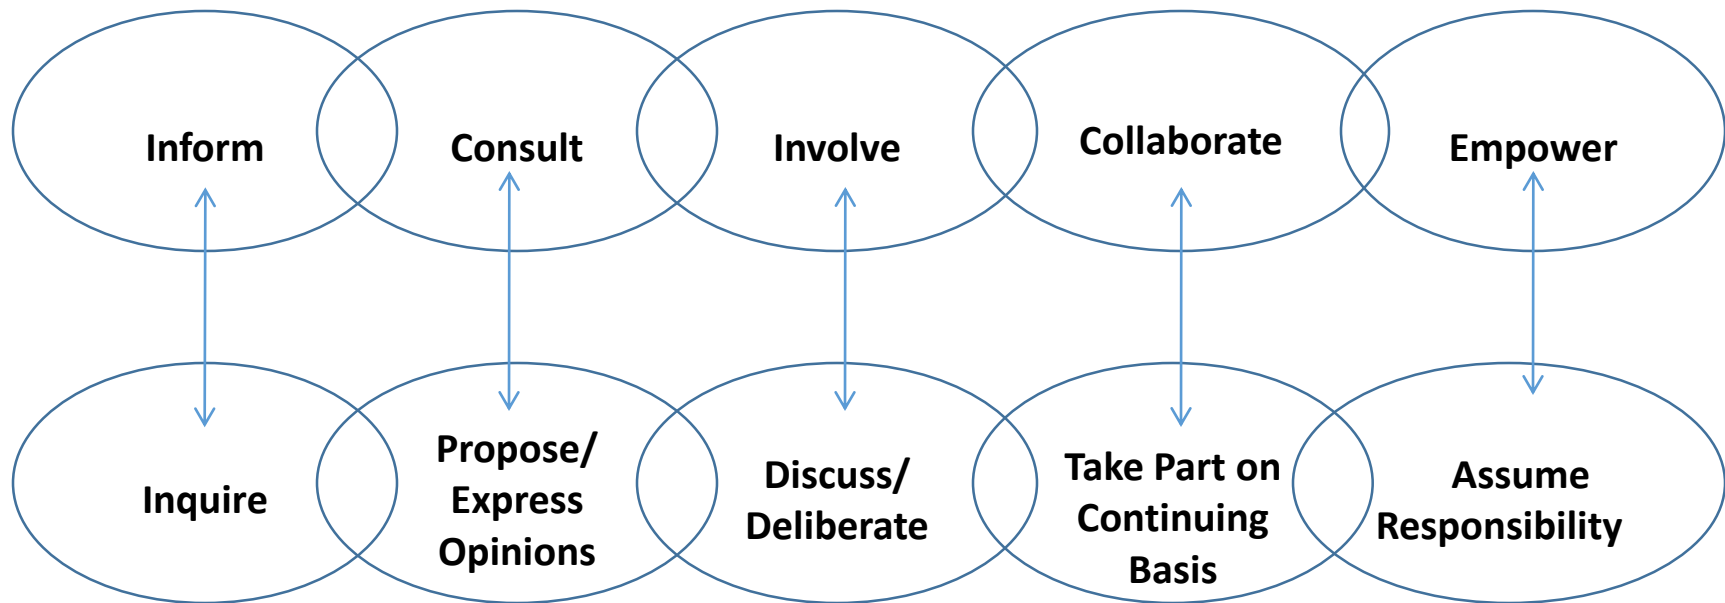 Inform
Consult
Involve
Collaborate
Empower
Inquire
Propose/
Express
Opinions
Discuss/
Deliberate
Take Part on
Continuing
Basis
Assume
Responsibility